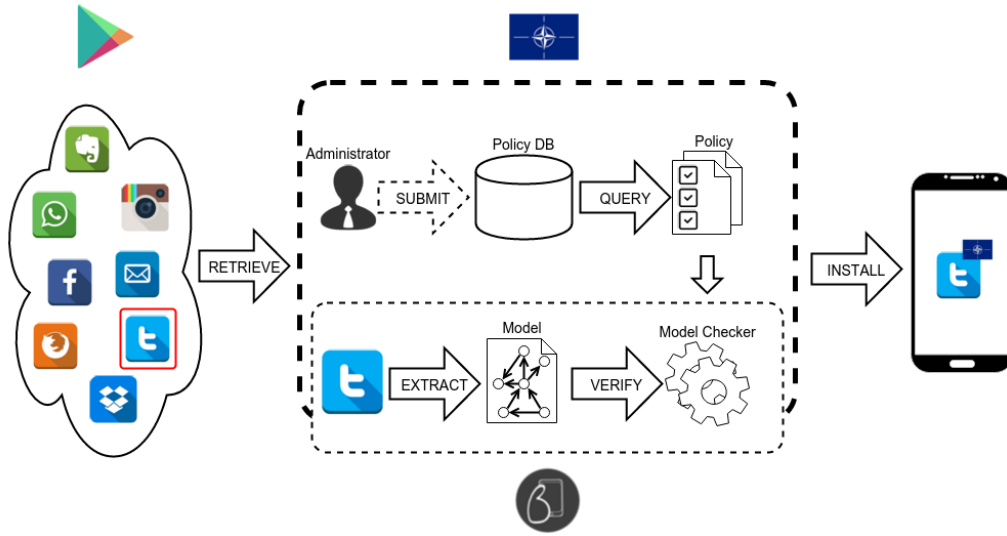 Administrator
Policy DB
Policy
SUBMIT
QUERY
RETRIEVE
INSTALL
Model
Model Checker
EXTRACT
VERIFY